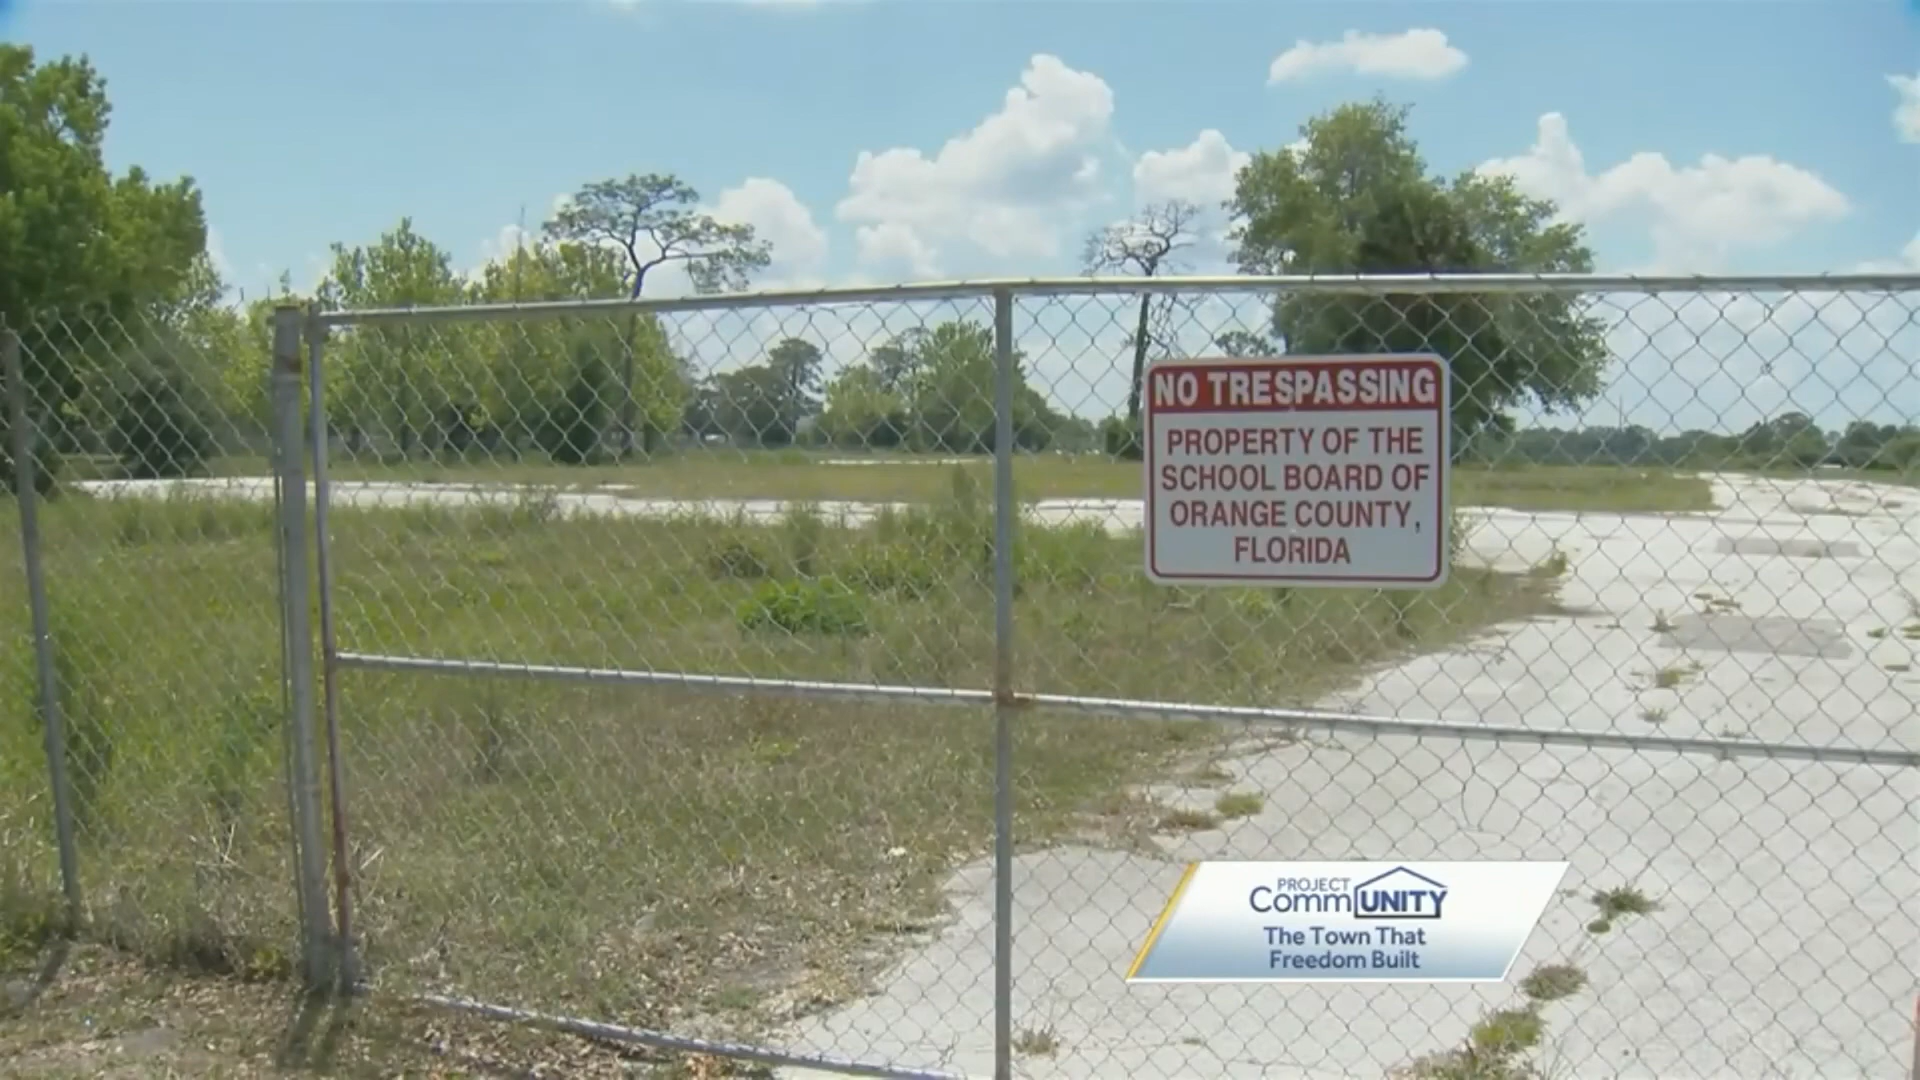 NO TRESPASSING
PROPERTY OF THE
SCHOOL BOARD OF
ORANGE COUNTY,
FLORIDA
PROJECT
CommUNITY
The Town That
Freedom Built